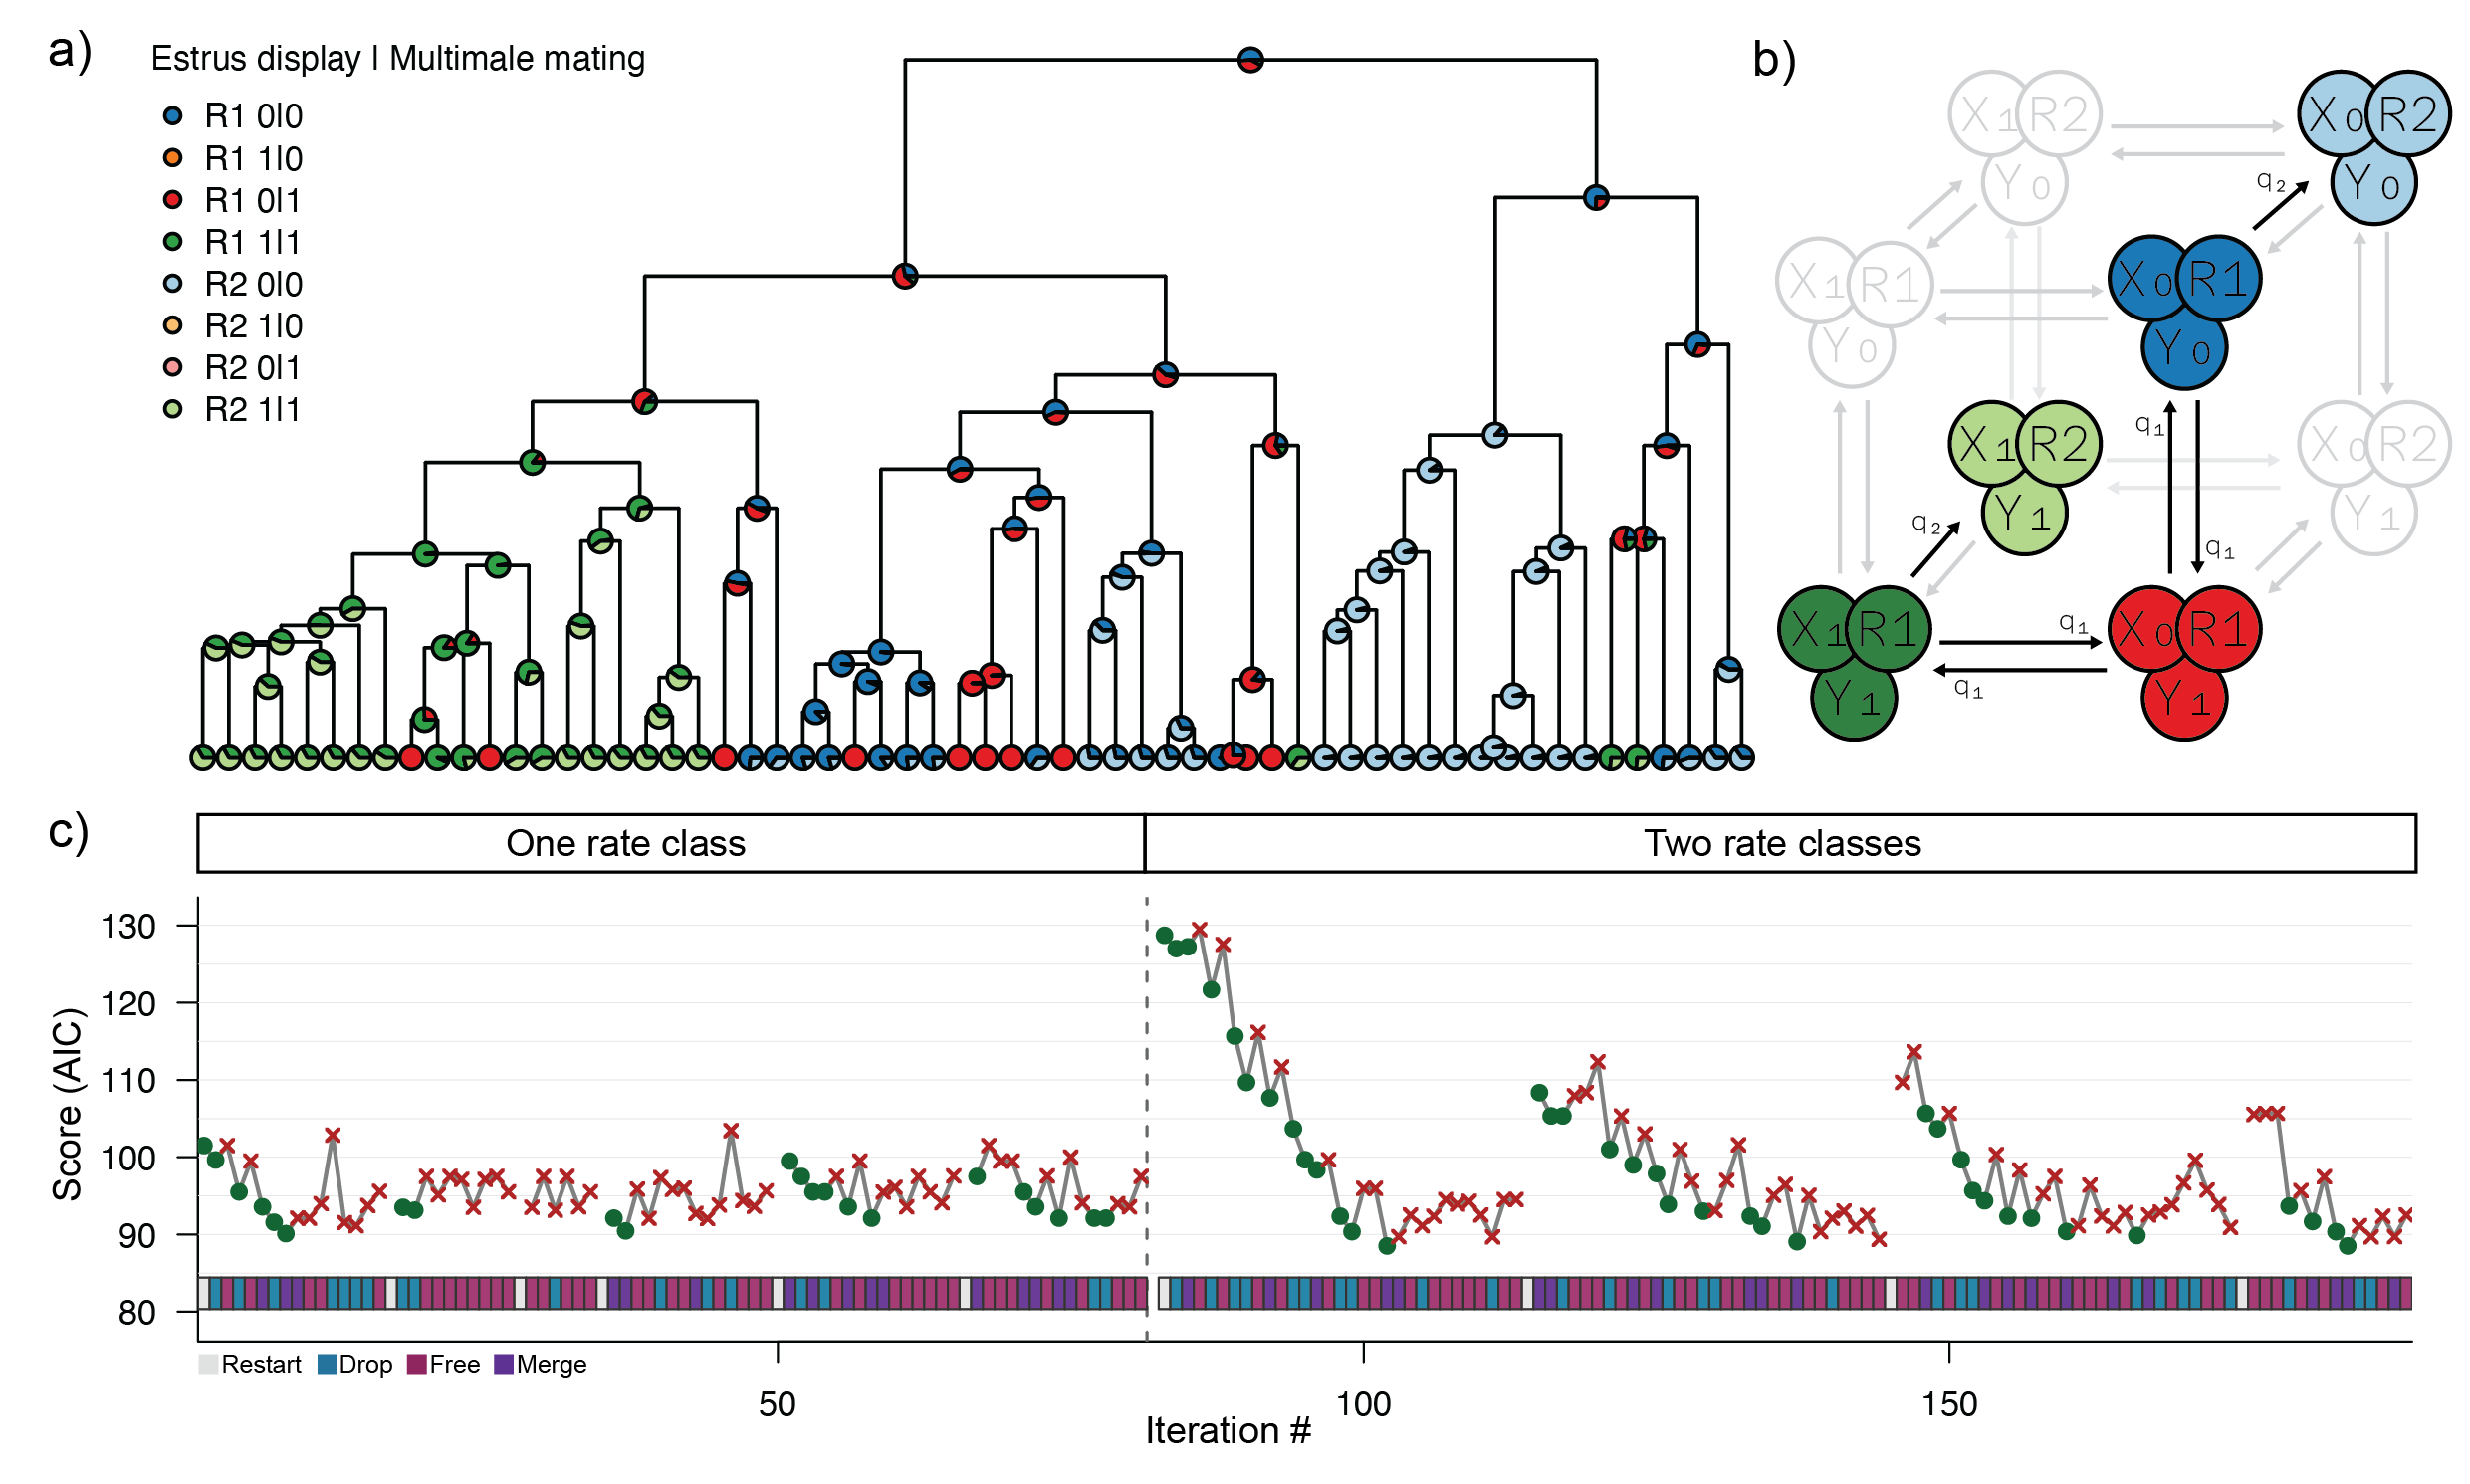 a)
Estrus display | Multimale mating
R1 0|0
R1 1|0
R1 0|1
R1 1|1
R2 0|0
R2 1|0
R2 0|1
R2 1|1
b)
X1 R2
Y0
X0 R2
Y0
q2
X1 R1
Y0
X0 R1
Y0
X1 R2
Y1
X0 R2
Y1
q1
q1
q2
X1 R1
Y1
X0 R1
Y1
q1
q1
c)
One rate class
Two rate classes
Score (AIC)
130
120
110
100
90
80
Restart Drop Free Merge
50
100
150
Iteration #